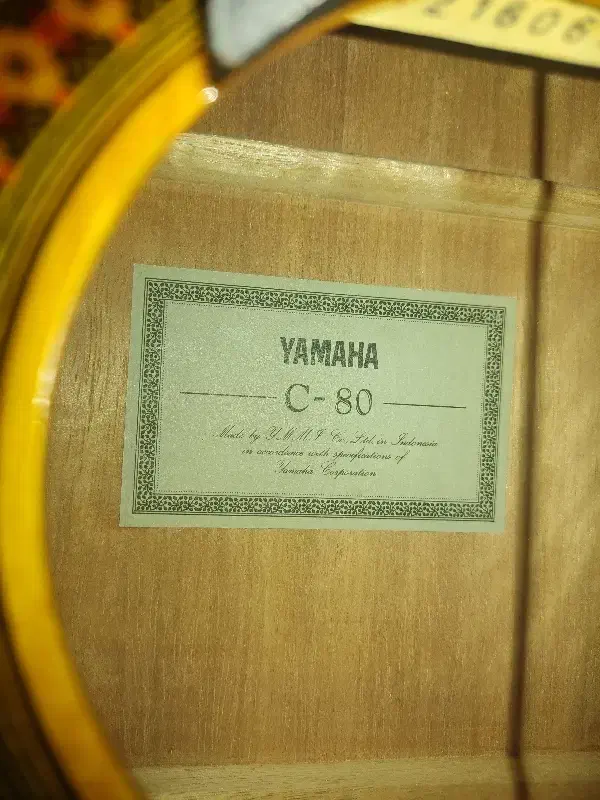 YAMAHA
C-80
Made by Y.M.M.I Co., Ltd. in Indonesia
in accordance with specifications of
Yamaha Corporation